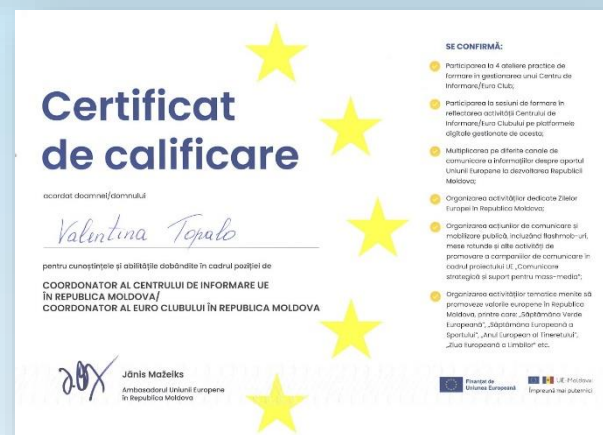 Certificat
de calificare
acordat doamnei/domnului
Valentina Topalo
pentru cunoștințele și abilitățile dobândite în cadrul poziției de
COORDONATOR AL CENTRULUI DE INFORMARE UE
ÎN REPUBLICA MOLDOVA/
COORDONATOR AL EURO CLUBULUI ÎN REPUBLICA MOLDOVA
Jānis Mažeiks
Ambasadorul Uniunii Europene
în Republica Moldova
SE CONFIRMĂ:
Participarea la 4 ateliere practice de
formare în gestionarea unui Centru de
Informare/Euro Club;
Participarea la sesiuni de formare în
reflectarea activității Centrului de
Informare/Euro Clubului pe platformele
digitale gestionate de acesta;
Multiplicarea pe diferite canale de
comunicare a informațiilor despre aportul
Uniunii Europene la dezvoltarea Republicii
Moldova;
Organizarea activităților dedicate Zilelor
Europei în Republica Moldova;
Organizarea acțiunilor de comunicare și
mobilizare publică, incluzând flashmob-uri,
mese rotunde și alte activități de
promovare a campaniilor de comunicare în
cadrul proiectului UE „Comunicare
strategică și suport pentru mass-media”;
Organizarea activităților tematice menite să
promoveze valorile europene în Republica
Moldova, printre care: „Săptămâna Verde
Europeană”, „Săptămâna Europeană a
Sportului”, „Anul European al Tineretului”,
„Ziua Europeană a Limbilor” etc.
Finanțat de
Uniunea Europeană
UE-Moldova:
Împreună mai puternici